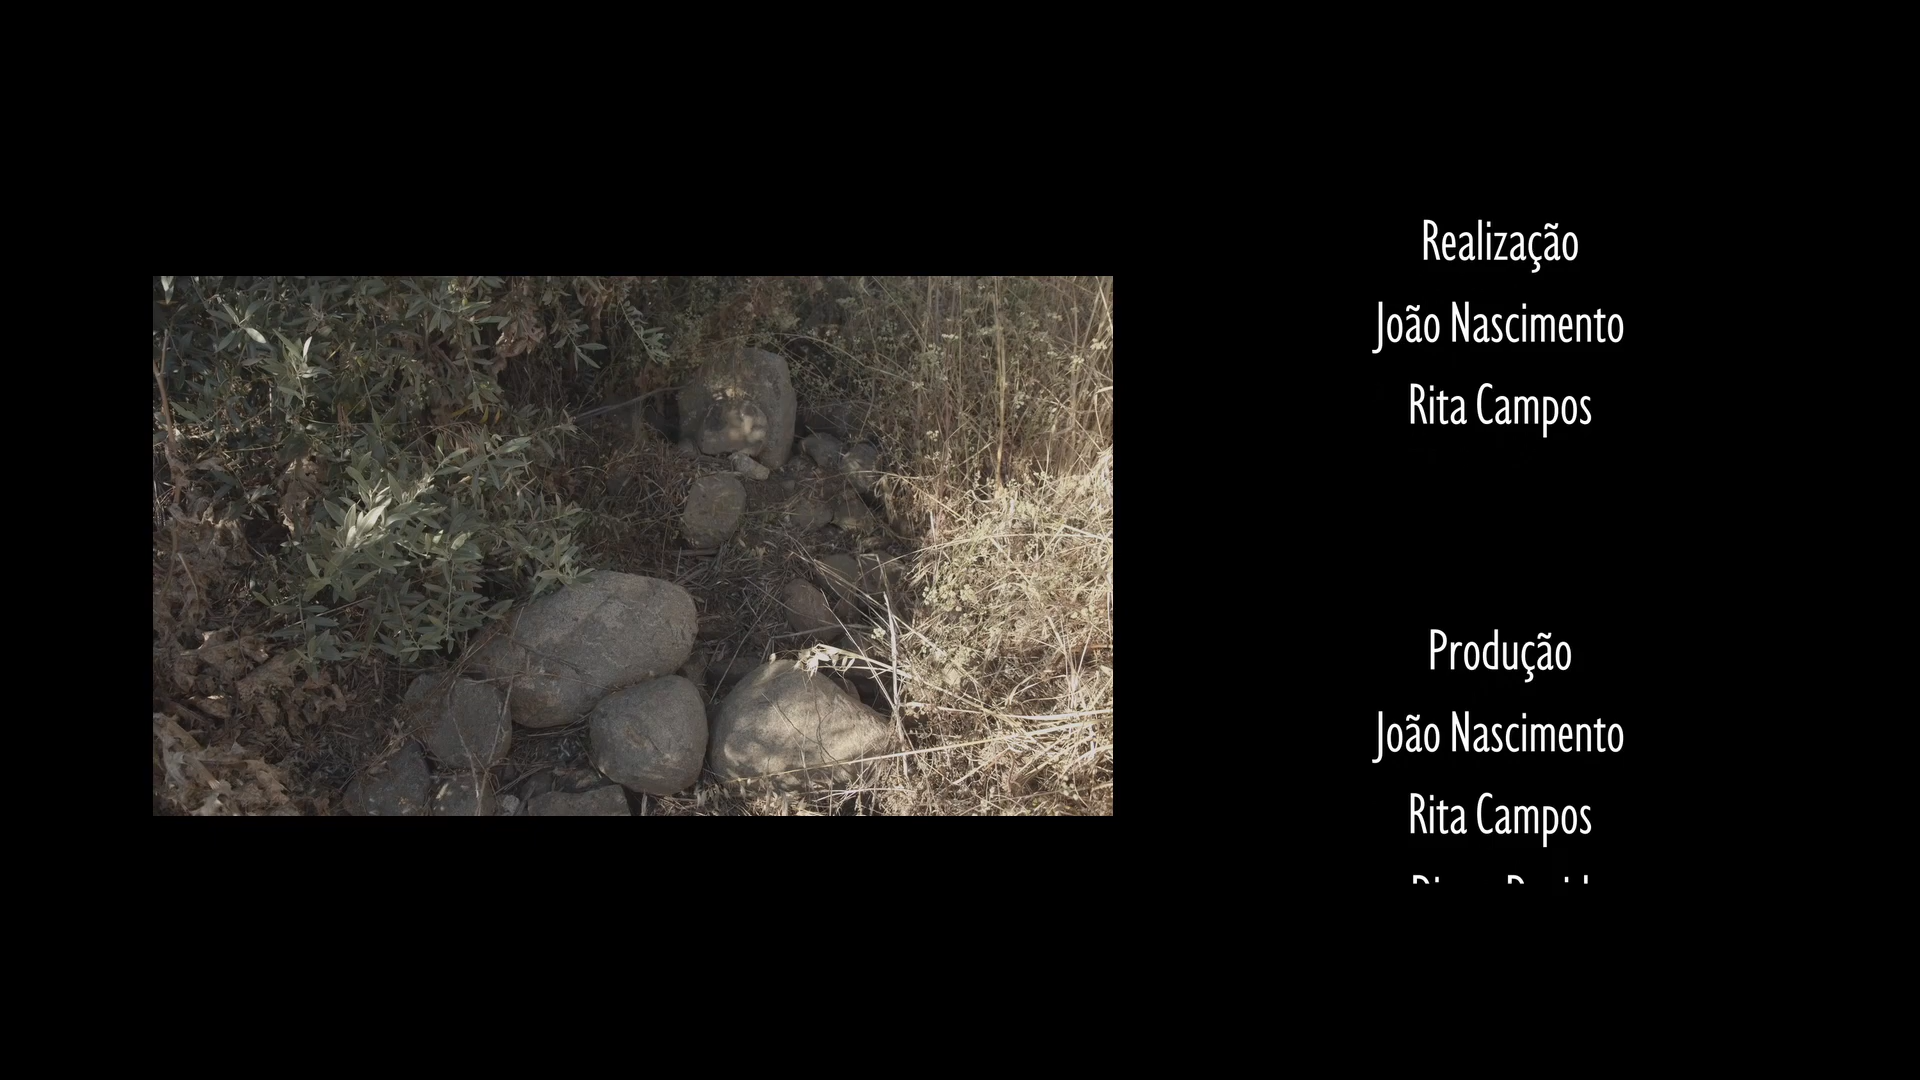 Realização
João Nascimento
Rita Campos
Produção
João Nascimento
Rita Campos